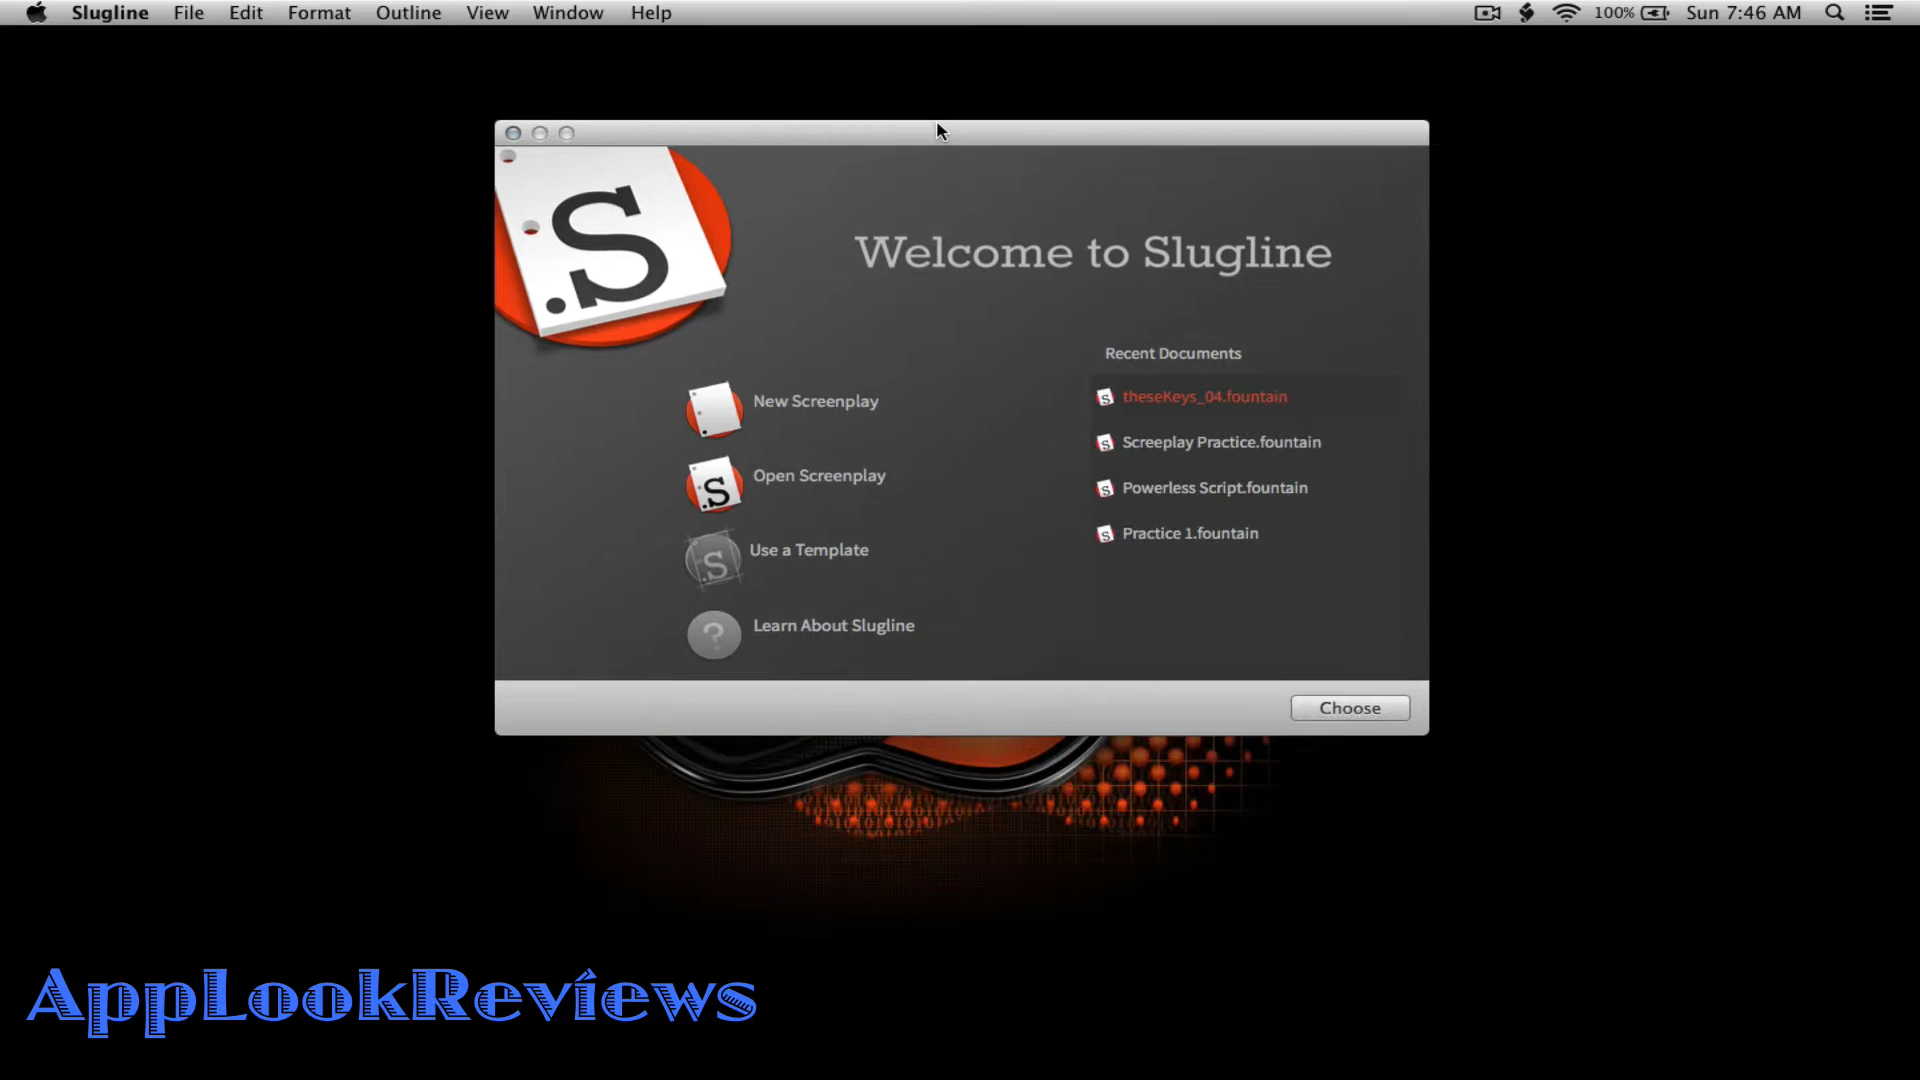 Slugline File Edit Format Outline View Window Help 100% Sun 7:46 AM
.S
Welcome to Slugline
Recent Documents
New Screenplay
Open Screenplay
Use a Template
Learn About Slugline
theseKeys_04.fountain
Screeplay Practice.fountain
Powerless Script.fountain
Practice 1.fountain
Choose
AppLookReviews